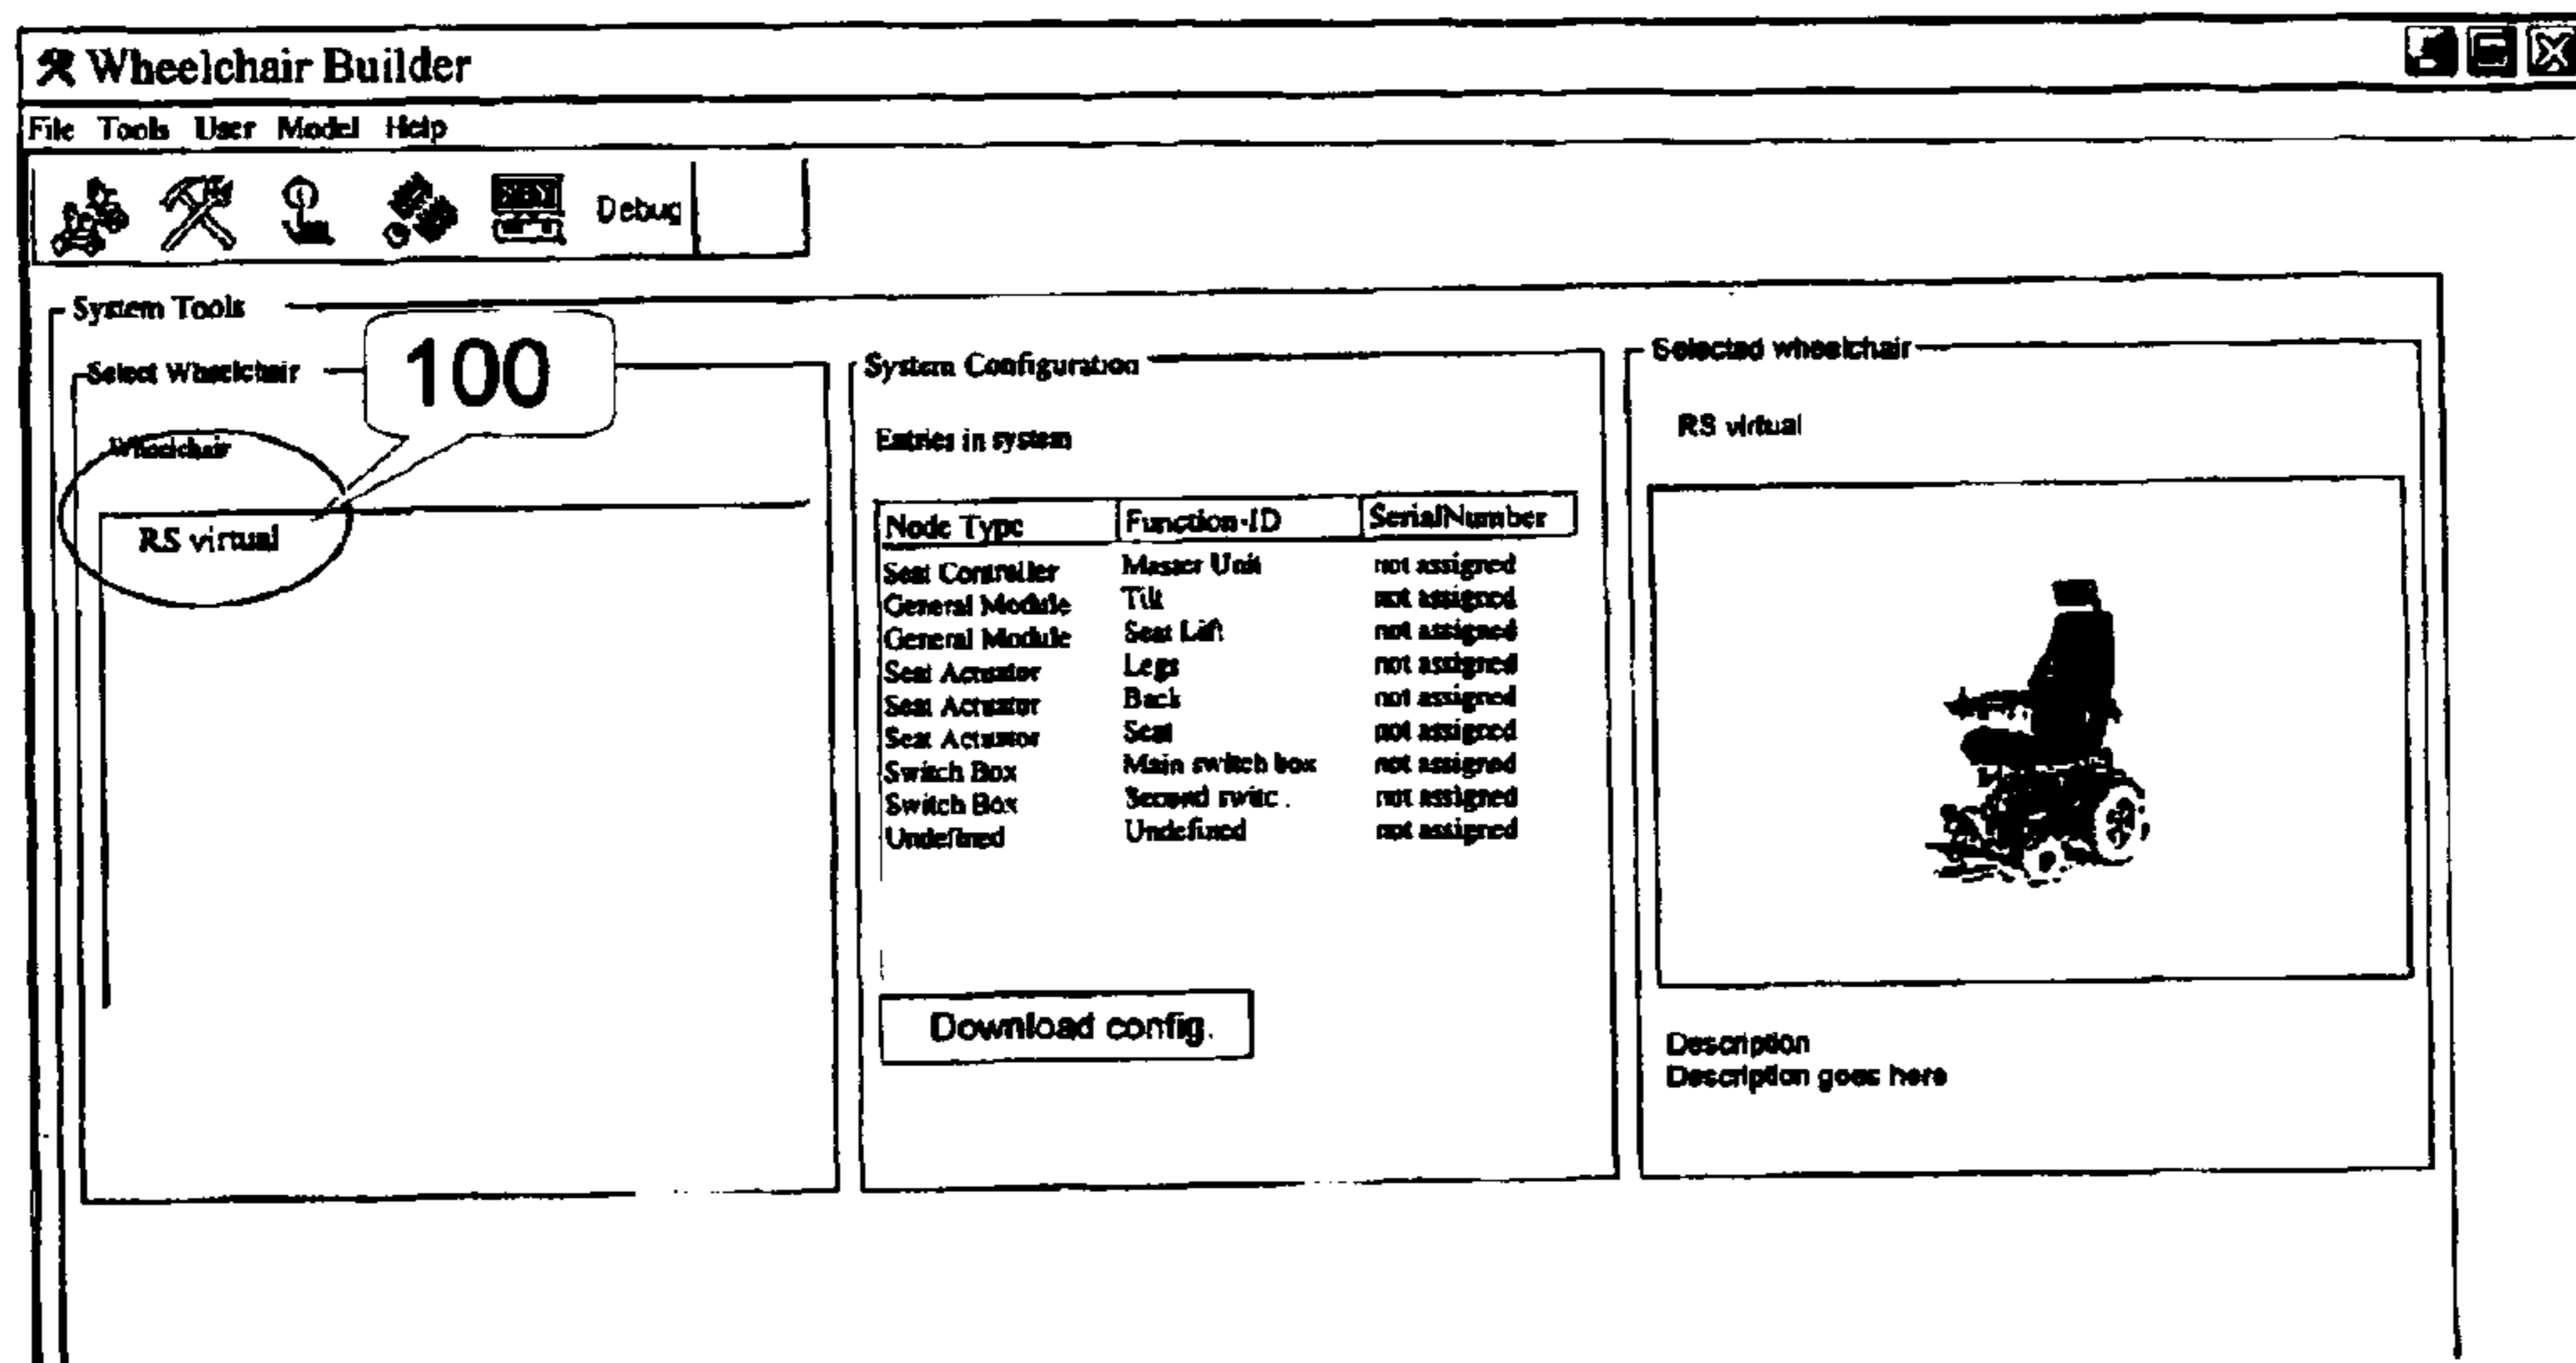 Wheelchair Builder
File Tools User Model Help
Debug
System Tools
Select Wheelchair
100
Wheelchair
RS virtual
System Configuration
Entries in system
Node Type Function-ID SerialNumber
Seat Controller Master Unit not assigned
General Module Tilt not assigned
General Module Seat Lift not assigned
Seat Actuator Legs not assigned
Seat Actuator Back not assigned
Seat Actuator Seat not assigned
Switch Box Main switch box not assigned
Switch Box Second switc . not assigned
Undefined Undefined not assigned
Download config.
Selected wheelchair
RS virtual
Description
Description goes here